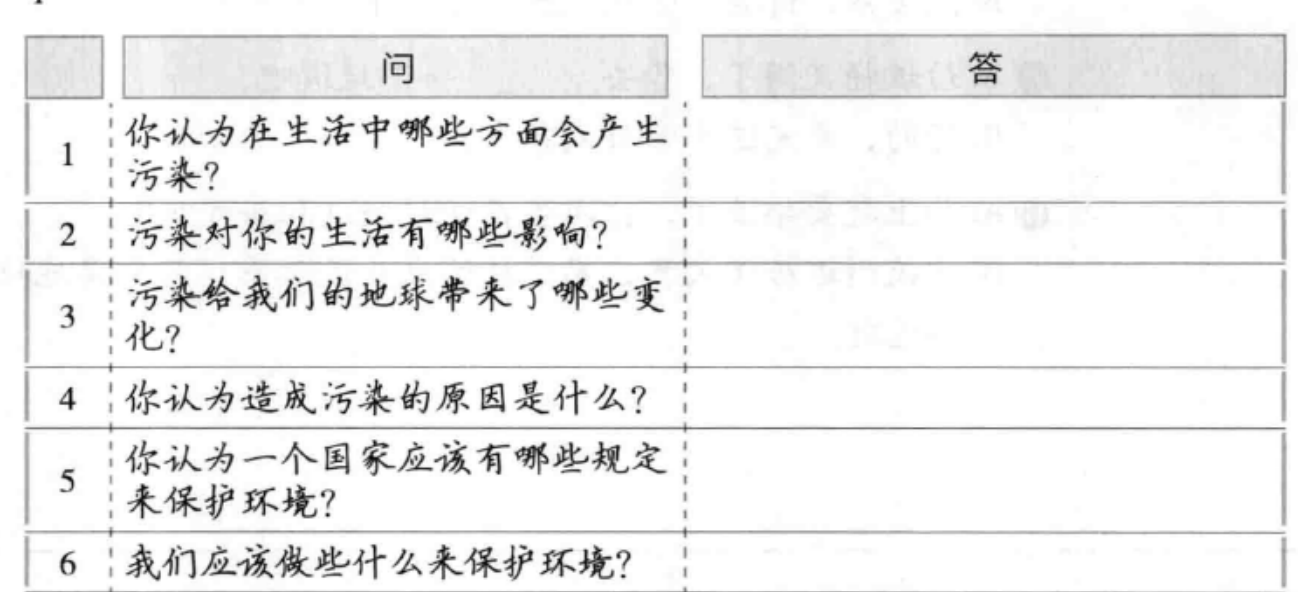 问 答
1 你认为在生活中哪些方面会产生
污染？
2 污染对你的生活有哪些影响？
3 污染给我们的地球带来了哪些变
化？
4 你认为造成污染的原因是什么？
5 你认为一个国家应该有哪些规定
来保护环境？
6 我们应该做些什么来保护环境？